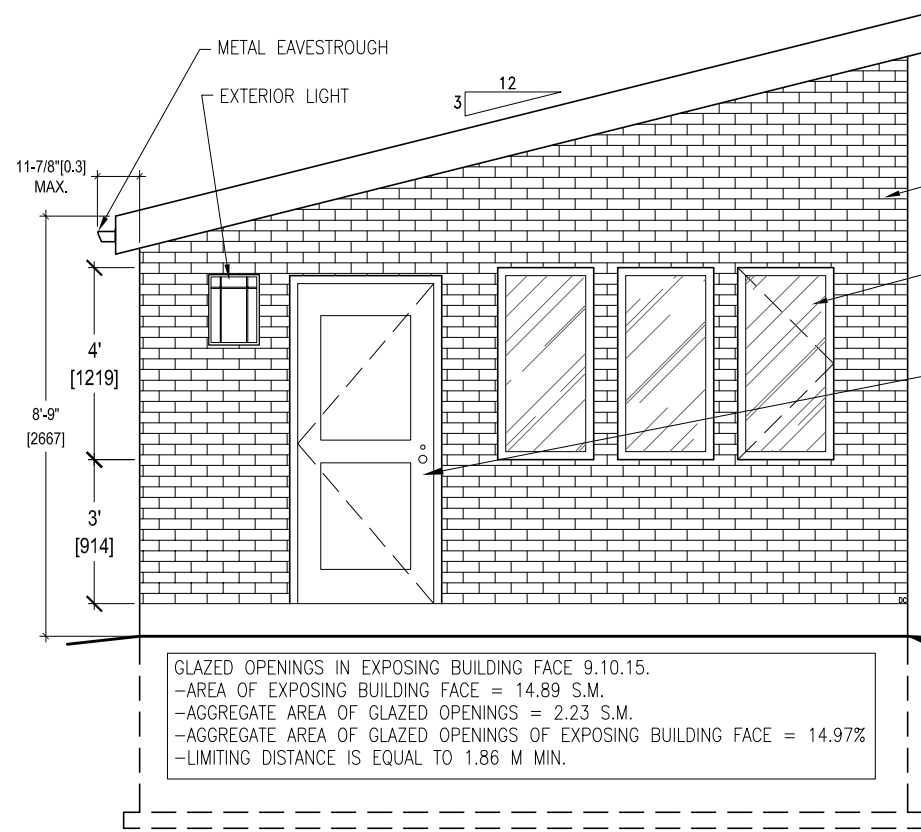 METAL EAVESTROUGH
EXTERIOR LIGHT
12
3
11-7/8"[0.3]
MAX.
4'
[1219]
8'-9"
[2667]
3'
[914]
DC
GLAZED OPENINGS IN EXPOSING BUILDING FACE 9.10.15.
-AREA OF EXPOSING BUILDING FACE = 14.89 S.M.
-AGGREGATE AREA OF GLAZED OPENINGS = 2.23 S.M.
-AGGREGATE AREA OF GLAZED OPENINGS OF EXPOSING BUILDING FACE = 14.97%
-LIMITING DISTANCE IS EQUAL TO 1.86 M MIN.